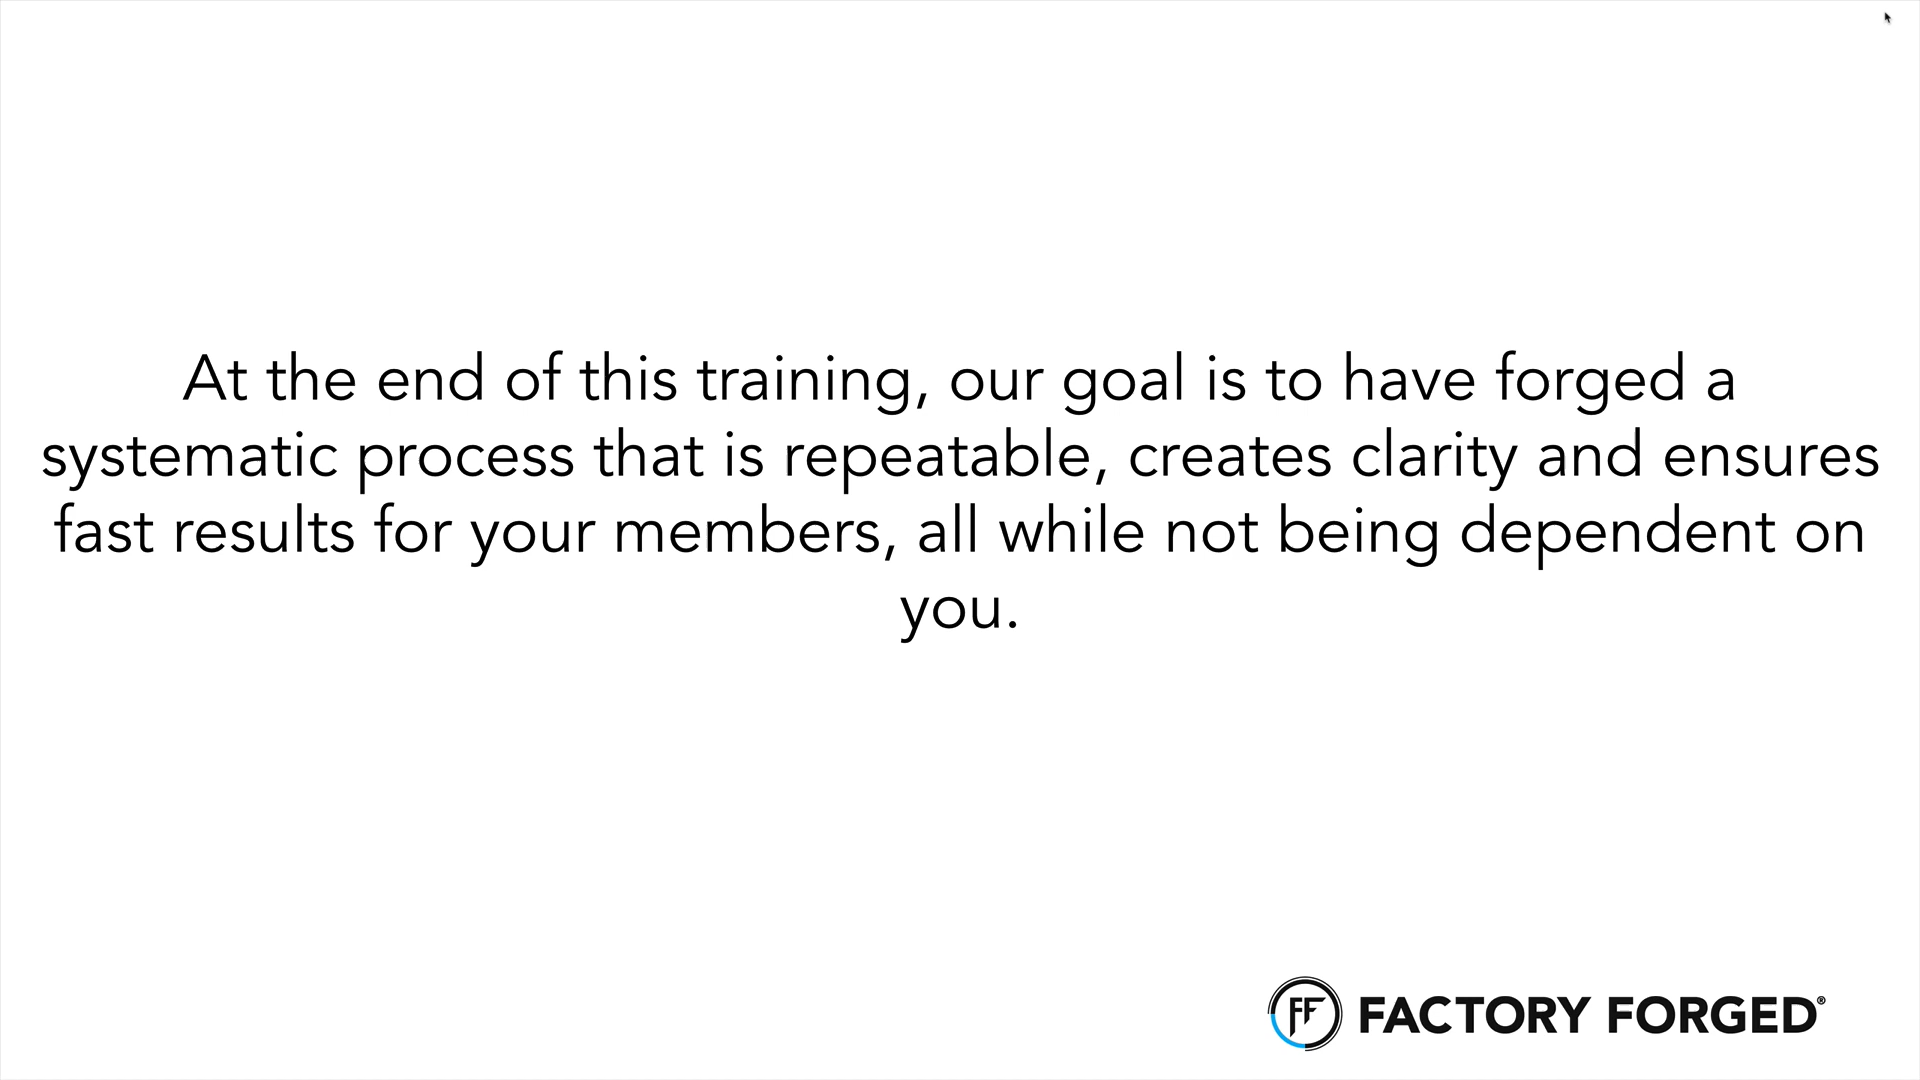 At the end of this training, our goal is to have forged a
systematic process that is repeatable, creates clarity and ensures
fast results for your members, all while not being dependent on
you.
FF FACTORY FORGED®